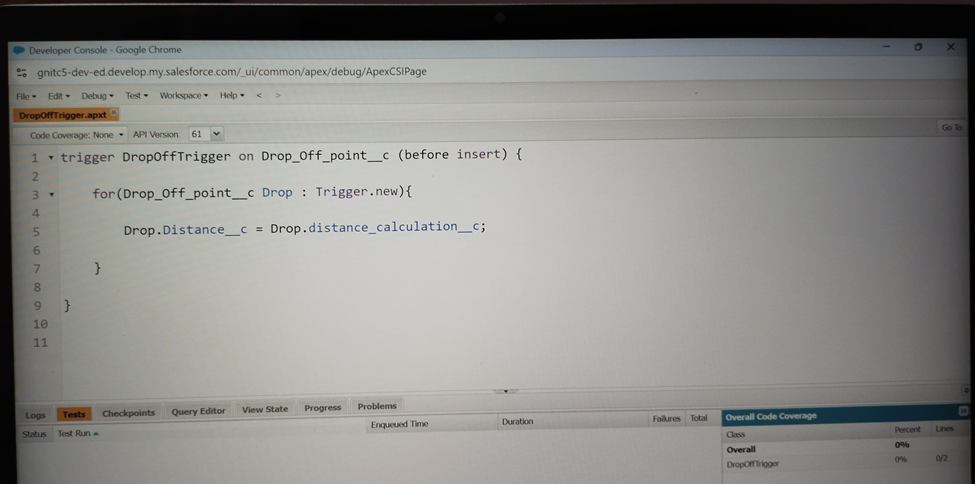 Developer Console - Google Chrome
gnitc5-dev-ed.develop.my.salesforce.com/_ui/common/apex/debug/ApexCSIPage
File Edit Debug Test Workspace Help < >
DropOffTrigger.apxt
Code Coverage: None API Version: 61 Go To
1 trigger DropOffTrigger on Drop_Off_point__c (before insert) {
2
3 for(Drop_Off_point__c Drop : Trigger.new){
4
5 Drop.Distance__c = Drop.distance_calculation__c;
6
7 }
8
9 }
10
11
Logs Tests Checkpoints Query Editor View State Progress Problems
Status Test Run Enqueued Time Duration Failures Total
Overall Code Coverage
Class Percent Lines
Overall 0%
DropOffTrigger 0% 0/2